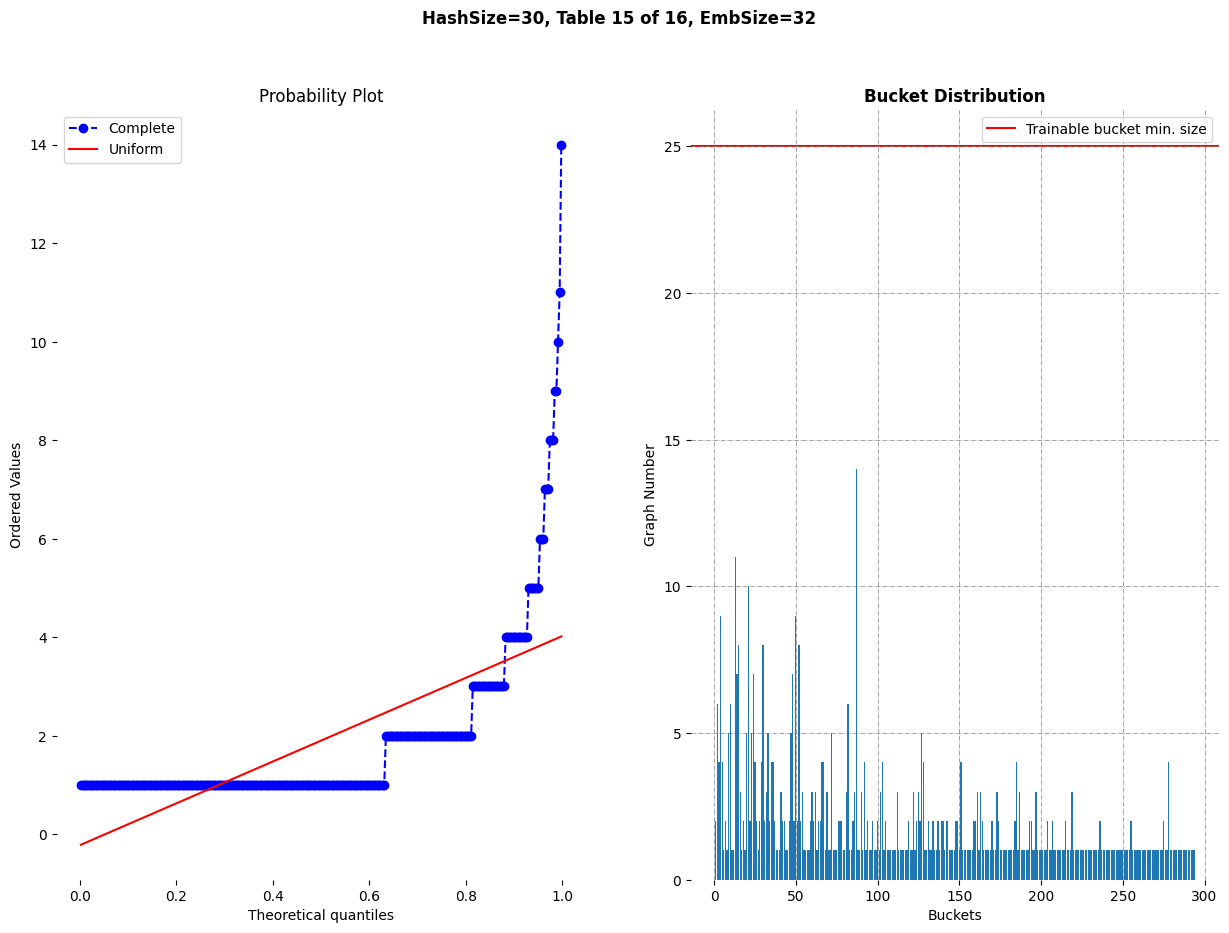 HashSize=30, Table 15 of 16, EmbSize=32
Probability Plot
Complete
Uniform
14
12
10
8
6
4
2
0
Ordered Values
0.0 0.2 0.4 0.6 0.8 1.0
Theoretical quantiles
Bucket Distribution
Trainable bucket min. size
25
20
15
10
5
0
Graph Number
0 50 100 150 200 250 300
Buckets